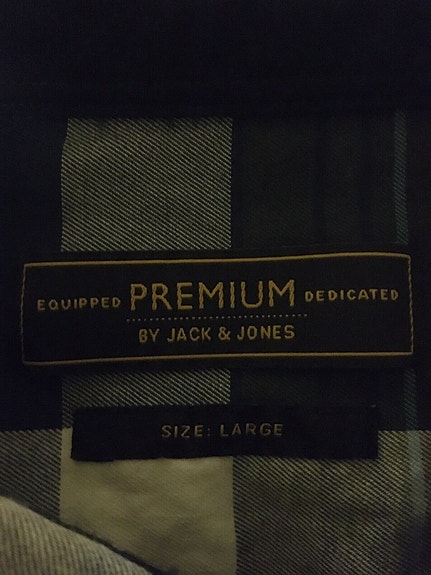 EQUIPPED PREMIUM DEDICATED
BY JACK & JONES
SIZE: LARGE